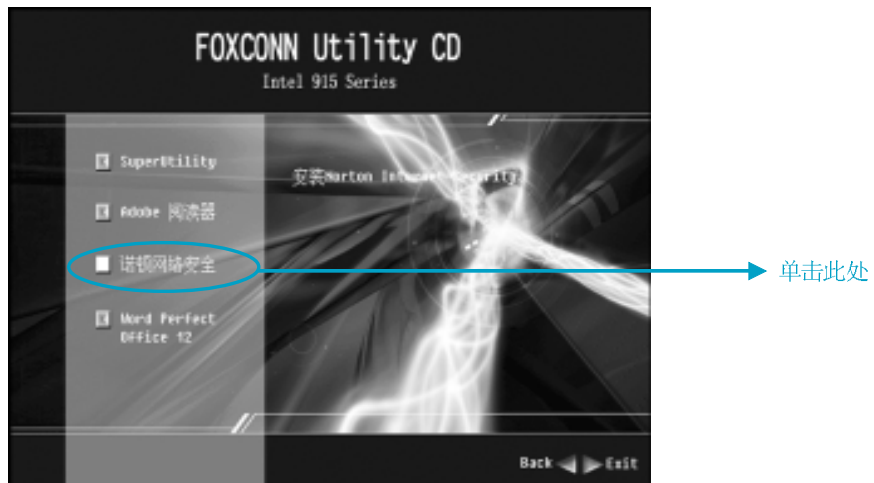 FOXCONN Utility CD
Intel 915 Series
SuperUtility
安装Norton Internet Security
Adobe 阅读器
诺顿网络安全
单击此处
Word Perfect
Office 12
Back Exit